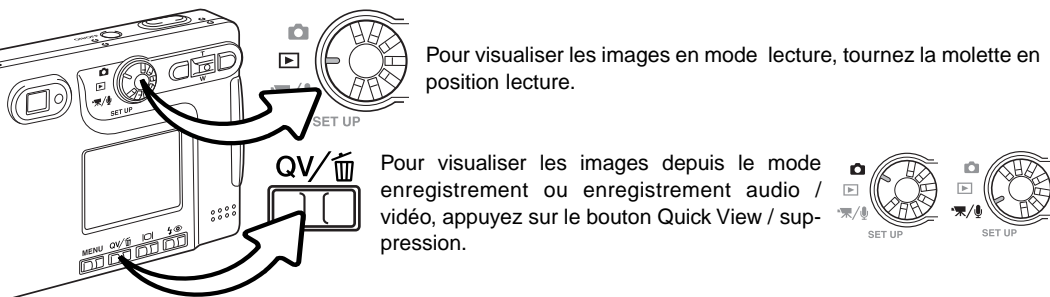 ON/OFF
T
W
SET UP
SET UP
Pour visualiser les images en mode lecture, tournez la molette en
position lecture.
QV/
Pour visualiser les images depuis le mode
enregistrement ou enregistrement audio /
vidéo, appuyez sur le bouton Quick View / sup-
pression.
SET UP
SET UP
MENU QV/